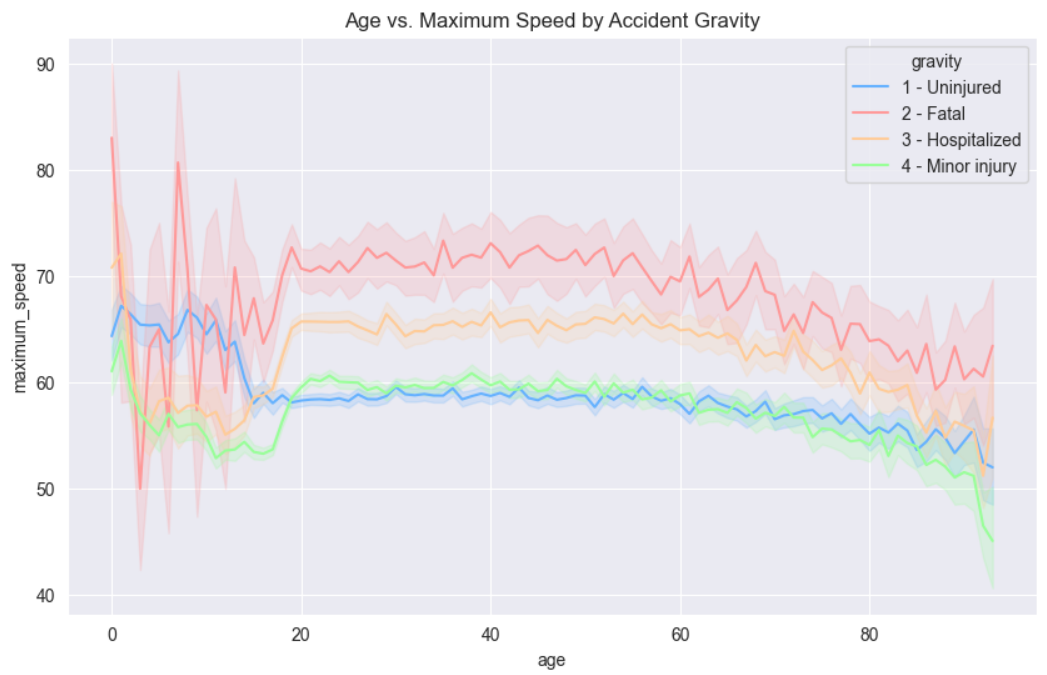 Age vs. Maximum Speed by Accident Gravity
gravity
1 - Uninjured
2 - Fatal
3 - Hospitalized
4 - Minor injury
maximum_speed
90
80
70
60
50
40
0
20
40
60
80
age